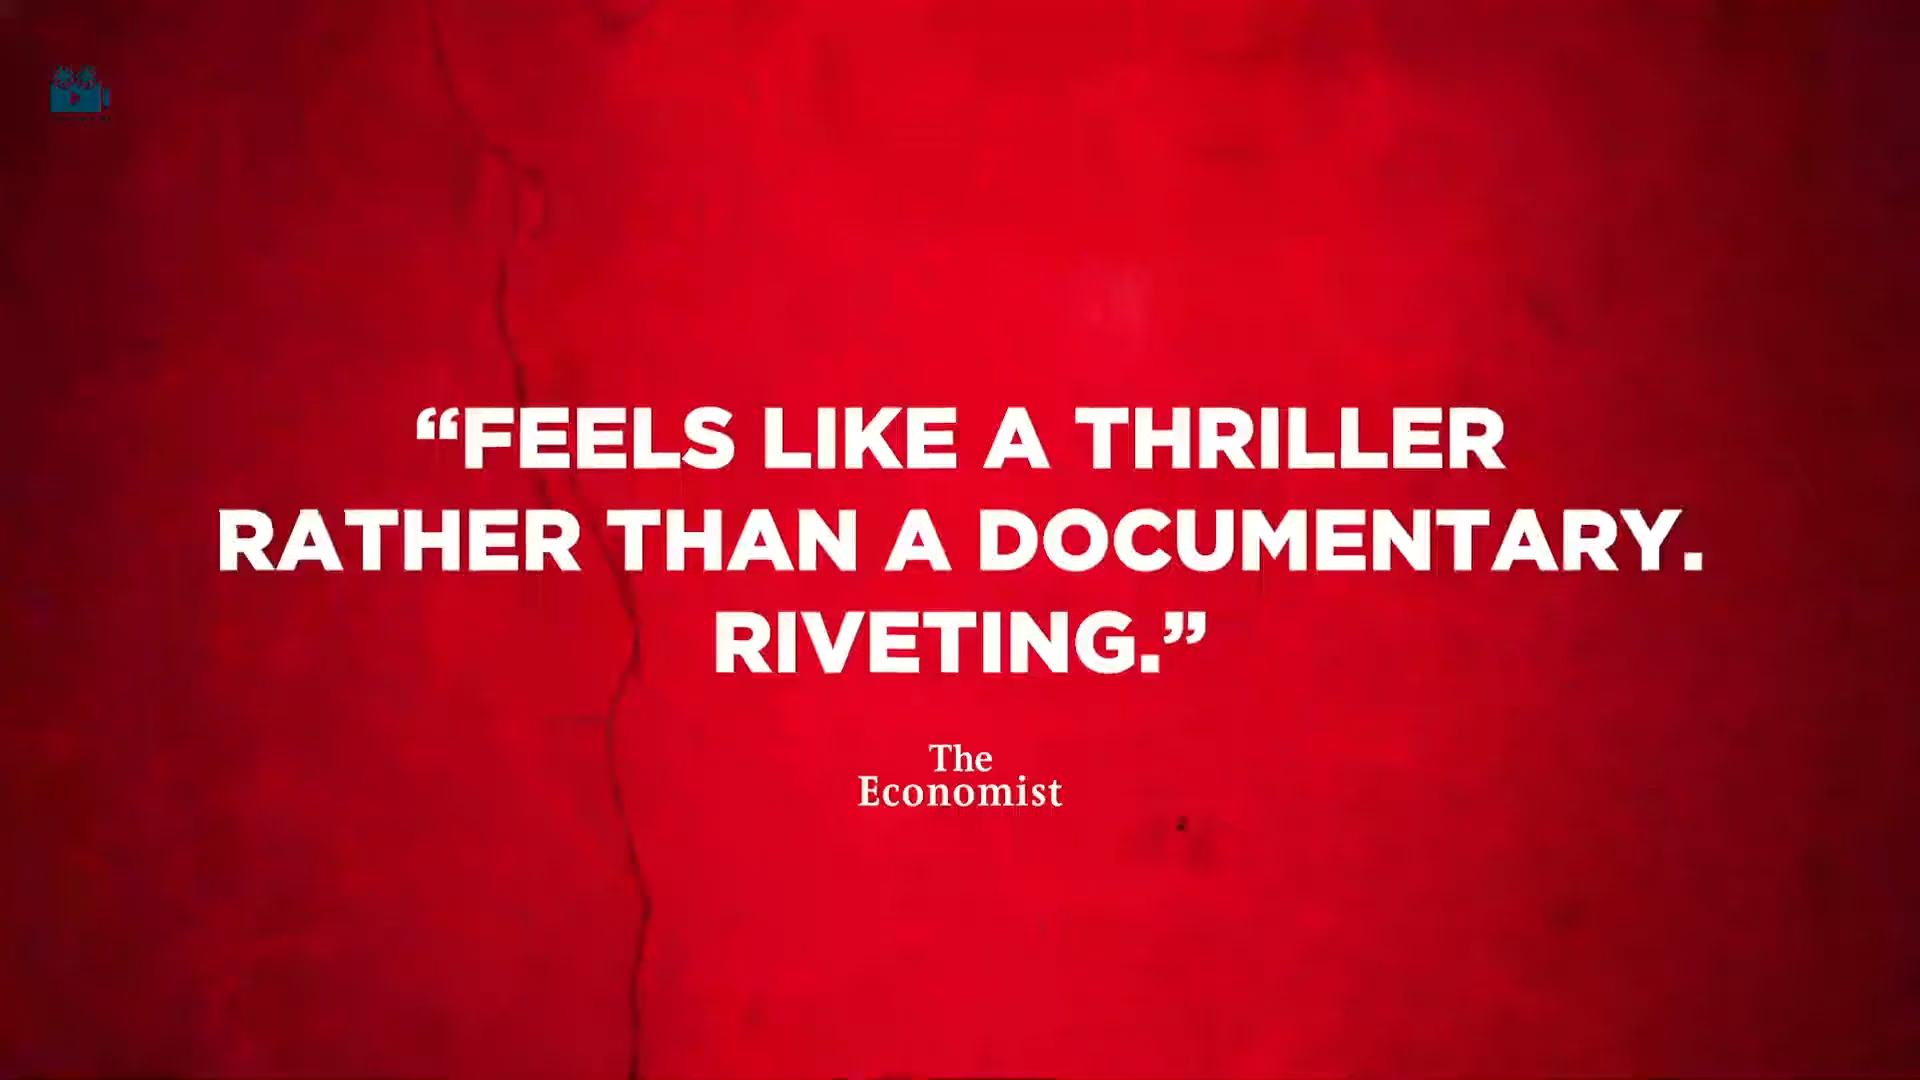 “FEELS LIKE A THRILLER
RATHER THAN A DOCUMENTARY.
RIVETING.”
The
Economist